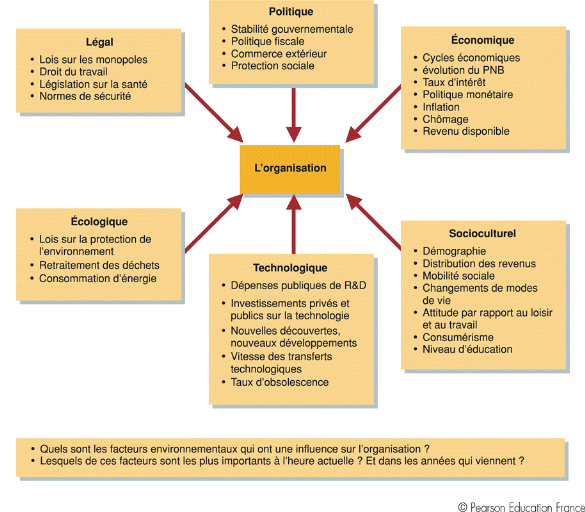 Politique
• Stabilité gouvernementale
• Politique fiscale
• Commerce extérieur
• Protection sociale
Légal
• Lois sur les monopoles
• Droit du travail
• Législation sur la santé
• Normes de sécurité
Économique
• Cycles économiques
• évolution du PNB
• Taux d'intérêt
• Politique monétaire
• Inflation
• Chômage
• Revenu disponible
L'organisation
Écologique
• Lois sur la protection de
l'environnement
• Retraitement des déchets
• Consommation d'énergie
Technologique
• Dépenses publiques de R&D
• Investissements privés et
publics sur la technologie
• Nouvelles découvertes,
nouveaux développements
• Vitesse des transferts
technologiques
• Taux d'obsolescence
Socioculturel
• Démographie
• Distribution des revenus
• Mobilité sociale
• Changements de modes
de vie
• Attitude par rapport au loisir
et au travail
• Consumérisme
• Niveau d'éducation
• Quels sont les facteurs environnementaux qui ont une influence sur l'organisation ?
• Lesquels de ces facteurs sont les plus importants à l'heure actuelle ? Et dans les années qui viennent ?
© Pearson Education France